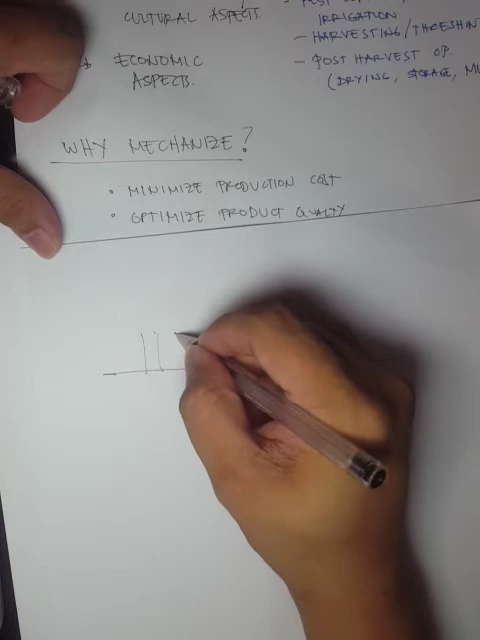 CULTURAL ASPECTS
IRRIGATION
– HARVESTING/THRESHIN
→ ECONOMIC ASPECTS.
– POST HARVEST OP.
(DRYING, STORAGE, MI
WHY MECHANIZE?
• MINIMIZE PRODUCTION COST
• OPTIMIZE PRODUCT QUALITY